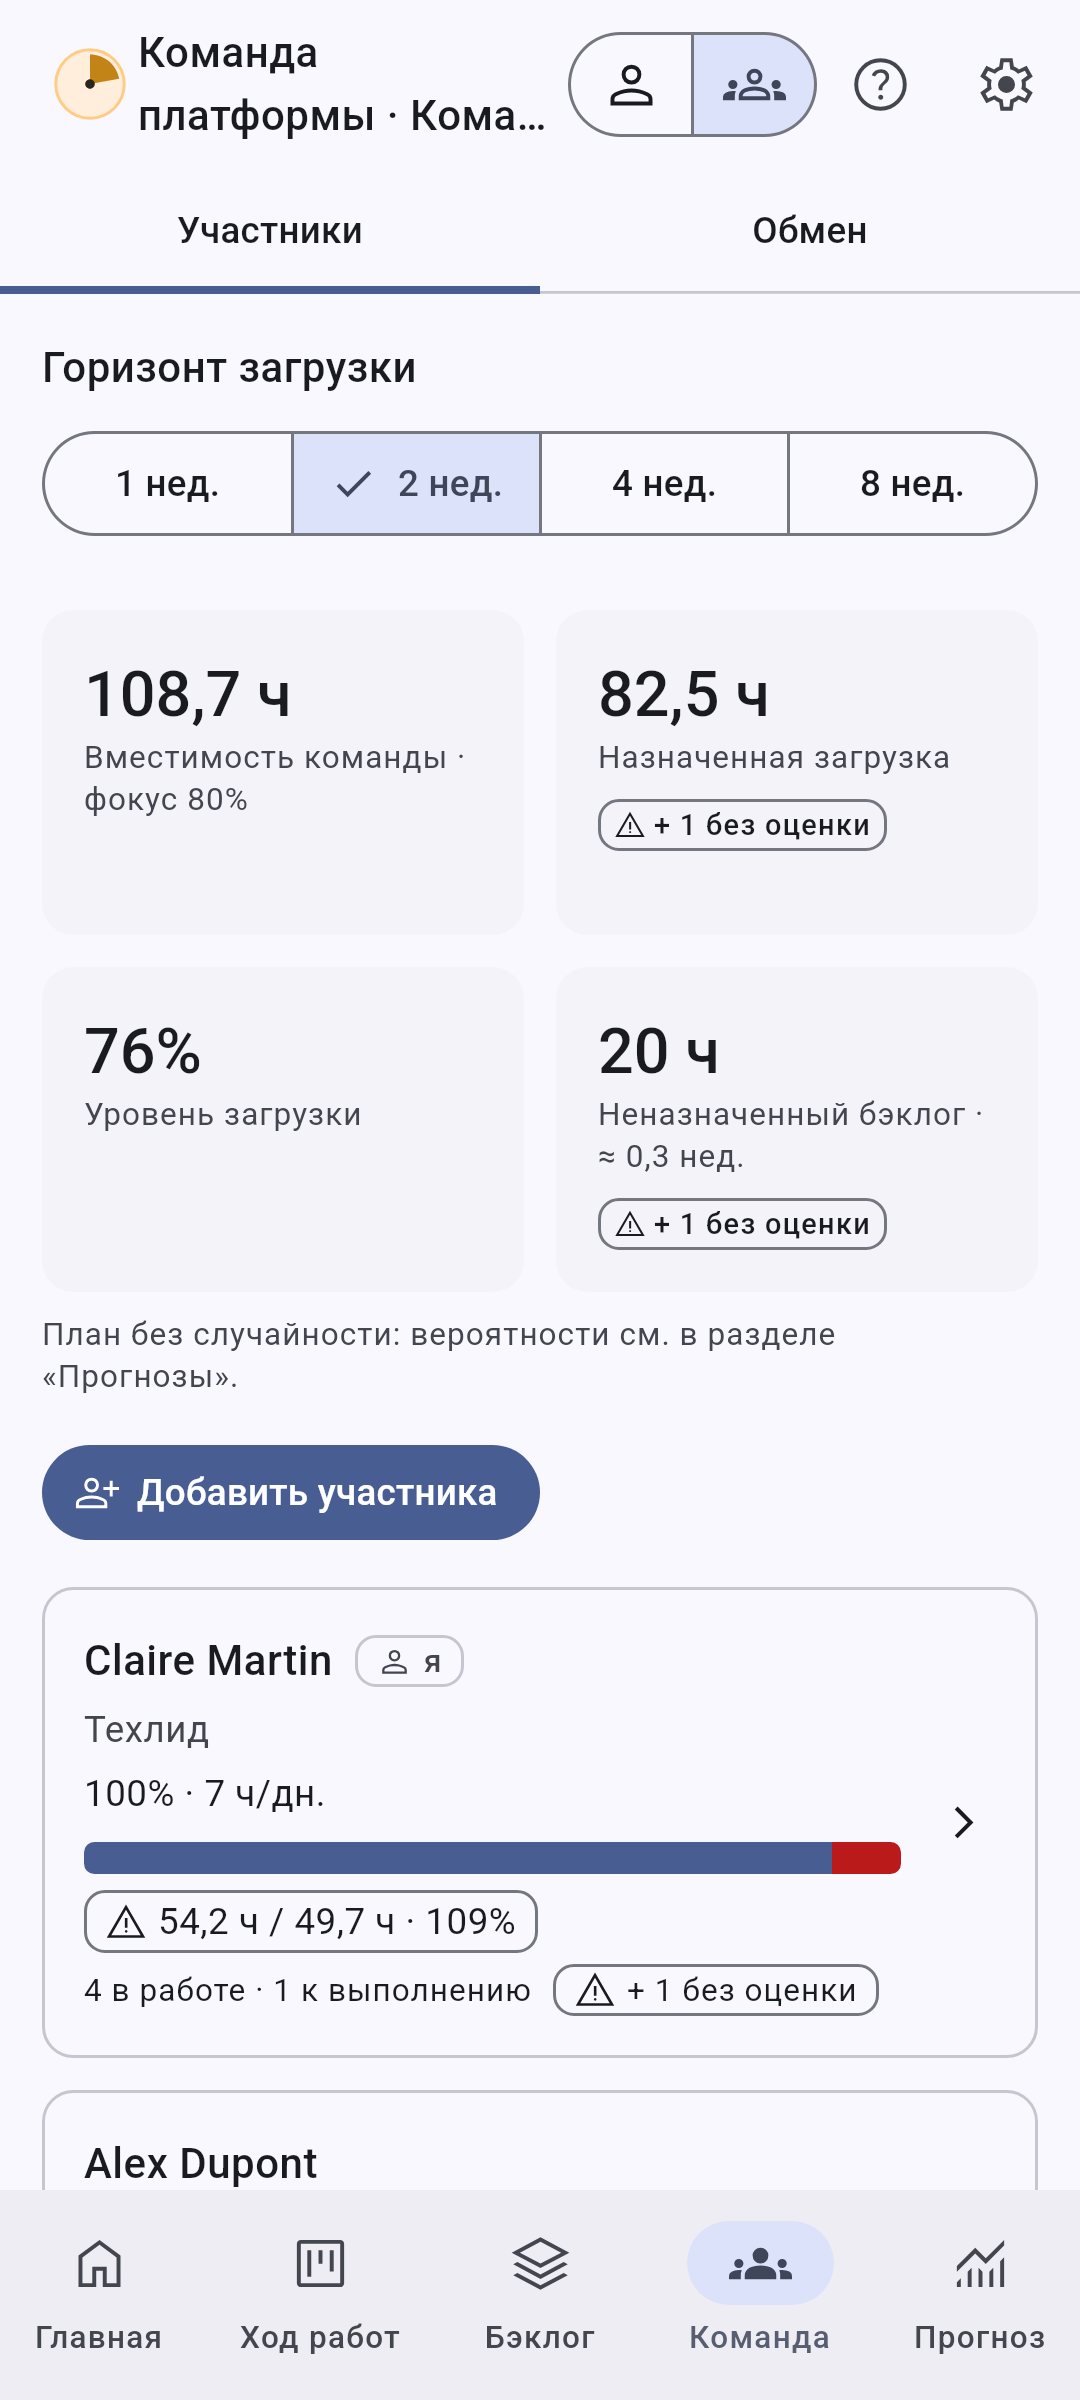 Команда
платформы · Кома…
Участники
Обмен
Горизонт загрузки
1 нед.
2 нед.
4 нед.
8 нед.
108,7 ч
Вместимость команды ·
фокус 80%
82,5 ч
Назначенная загрузка
+ 1 без оценки
76%
Уровень загрузки
20 ч
Неназначенный бэклог ·
≈ 0,3 нед.
+ 1 без оценки
План без случайности: вероятности см. в разделе
«Прогнозы».
Добавить участника
Claire Martin
я
Техлид
100% · 7 ч/дн.
54,2 ч / 49,7 ч · 109%
4 в работе · 1 к выполнению
+ 1 без оценки
Alex Dupont
Главная
Ход работ
Бэклог
Команда
Прогноз